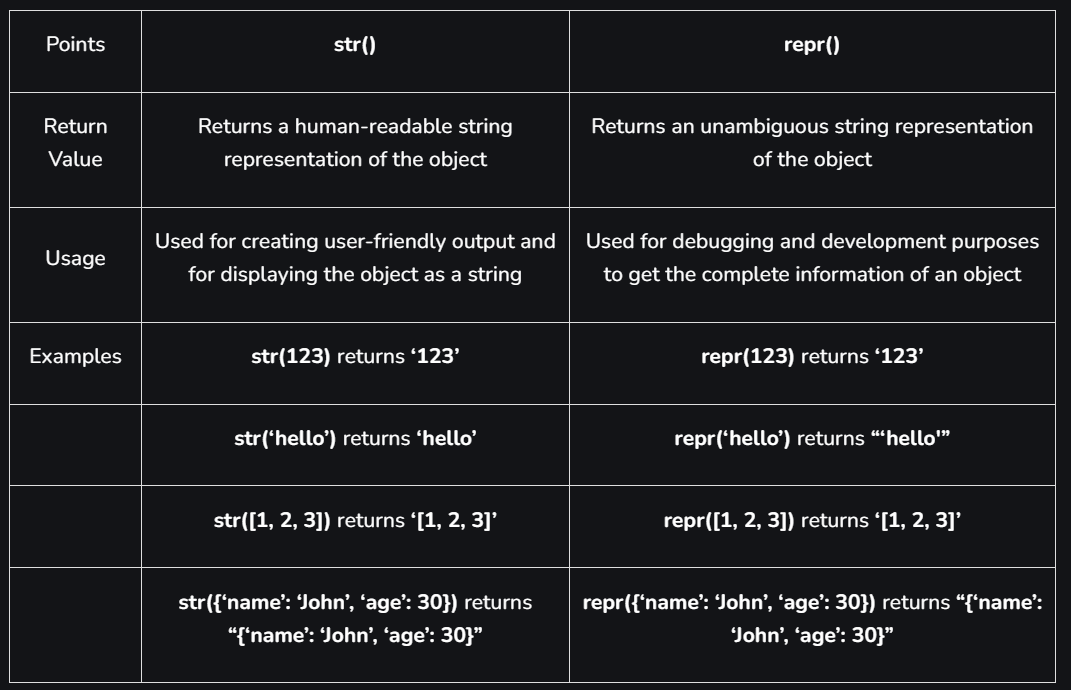 Points
str()
repr()
Return
Value
Returns a human-readable string
representation of the object
Returns an unambiguous string representation
of the object
Usage
Used for creating user-friendly output and
for displaying the object as a string
Used for debugging and development purposes
to get the complete information of an object
Examples
str(123) returns ‘123’
repr(123) returns ‘123’
str(‘hello’) returns ‘hello’
repr(‘hello’) returns “‘hello'”
str([1, 2, 3]) returns ‘[1, 2, 3]’
repr([1, 2, 3]) returns ‘[1, 2, 3]’
str({‘name’: ‘John’, ‘age’: 30}) returns
“{‘name’: ‘John’, ‘age’: 30}”
repr({‘name’: ‘John’, ‘age’: 30}) returns “{‘name’:
‘John’, ‘age’: 30}”